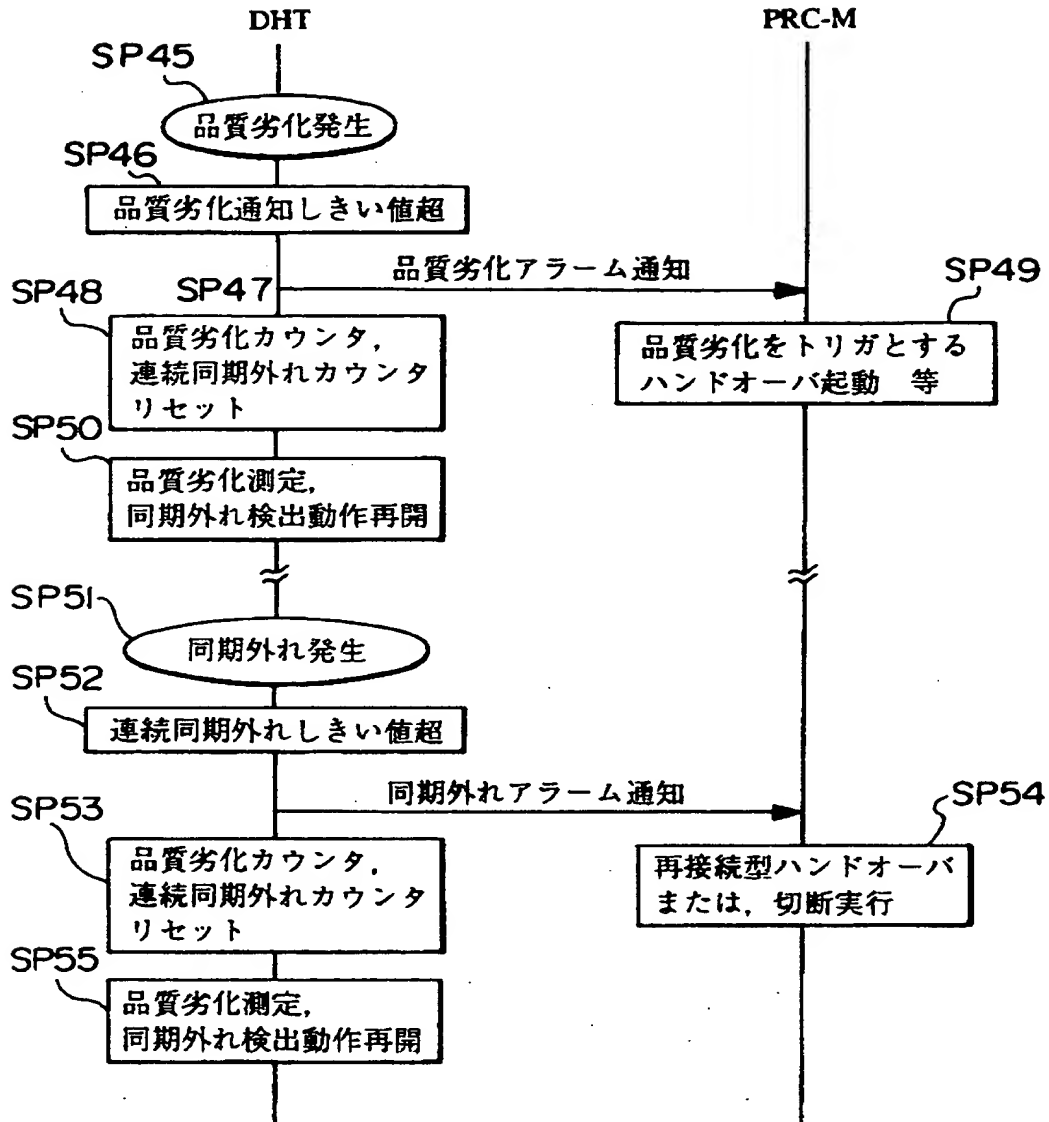 DHT
PRC-M
SP45
品質劣化発生
SP46
品質劣化通知しきい値超
SP47
品質劣化アラーム通知
SP48
品質劣化カウンタ,
連続同期外れカウンタ
リセット
SP49
品質劣化をトリガとする
ハンドオーバ起動 等
SP50
品質劣化測定,
同期外れ検出動作再開
SP51
同期外れ発生
SP52
連続同期外れしきい値超
同期外れアラーム通知
SP53
品質劣化カウンタ,
連続同期外れカウンタ
リセット
SP54
再接続型ハンドオーバ
または, 切断実行
SP55
品質劣化測定,
同期外れ検出動作再開